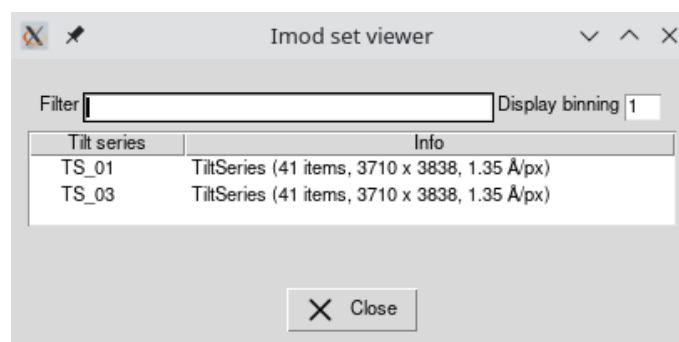 Imod set viewer
Filter Display binning 1
Tilt series Info
TS_01 TiltSeries (41 items, 3710 x 3838, 1.35 Å/px)
TS_03 TiltSeries (41 items, 3710 x 3838, 1.35 Å/px)
Close